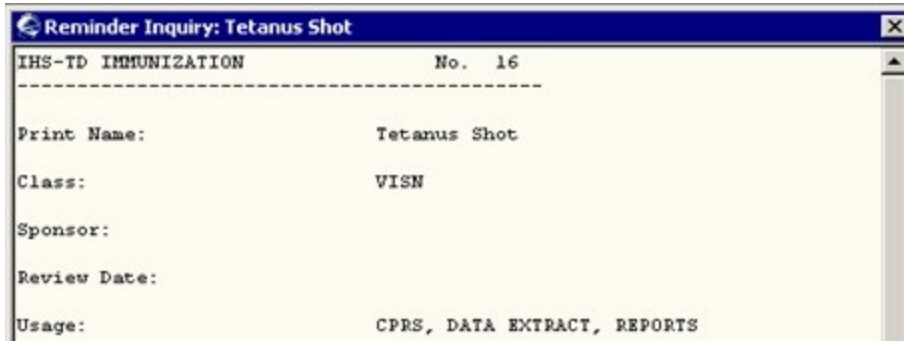 Reminder Inquiry: Tetanus Shot
IHS-TD IMMUNIZATION No. 16
--------------------------------------------
Print Name: Tetanus Shot
Class: VISN
Sponsor:
Review Date:
Usage: CPRS, DATA EXTRACT, REPORTS